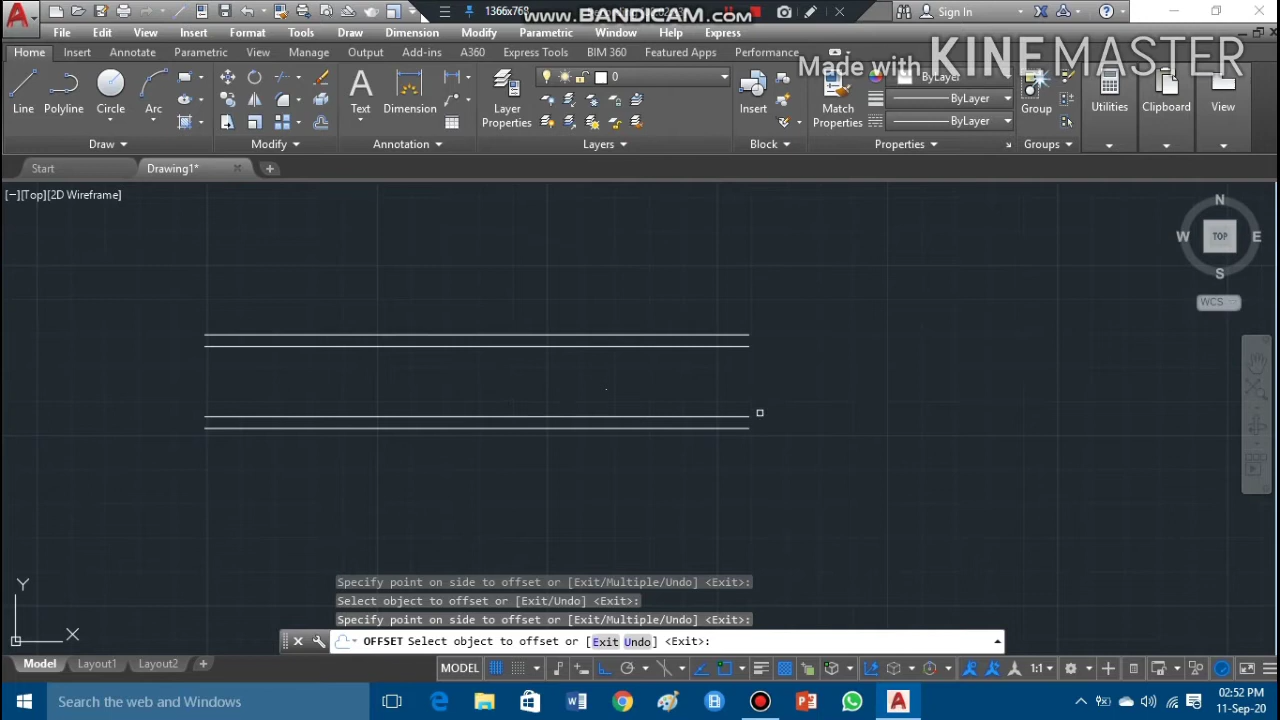 1366x768
www.BANDICAM.com
Sign In
File Edit View Insert Format Tools Draw Dimension Modify Parametric Window Help Express
Home Insert Annotate Parametric View Manage Output Add-ins A360 Express Tools BIM 360 Featured Apps Performance
Made with KINEMASTER
0
ByLayer
ByLayer
ByLayer
Line Polyline Circle Arc Text Dimension Layer Properties Insert Match Properties Group Utilities Clipboard View
Draw Modify Annotation Layers Block Properties Groups
Start Drawing1*
[−][Top][2D Wireframe]
N
W TOP E
S
WCS
Specify point on side to offset or [Exit/Multiple/Undo] <Exit>:
Select object to offset or [Exit/Undo] <Exit>:
Specify point on side to offset or [Exit/Multiple/Undo] <Exit>:
OFFSET Select object to offset or [Exit Undo] <Exit>:
Y
X
Model Layout1 Layout2
MODEL 1:1
Search the web and Windows
02:52 PM
11-Sep-20